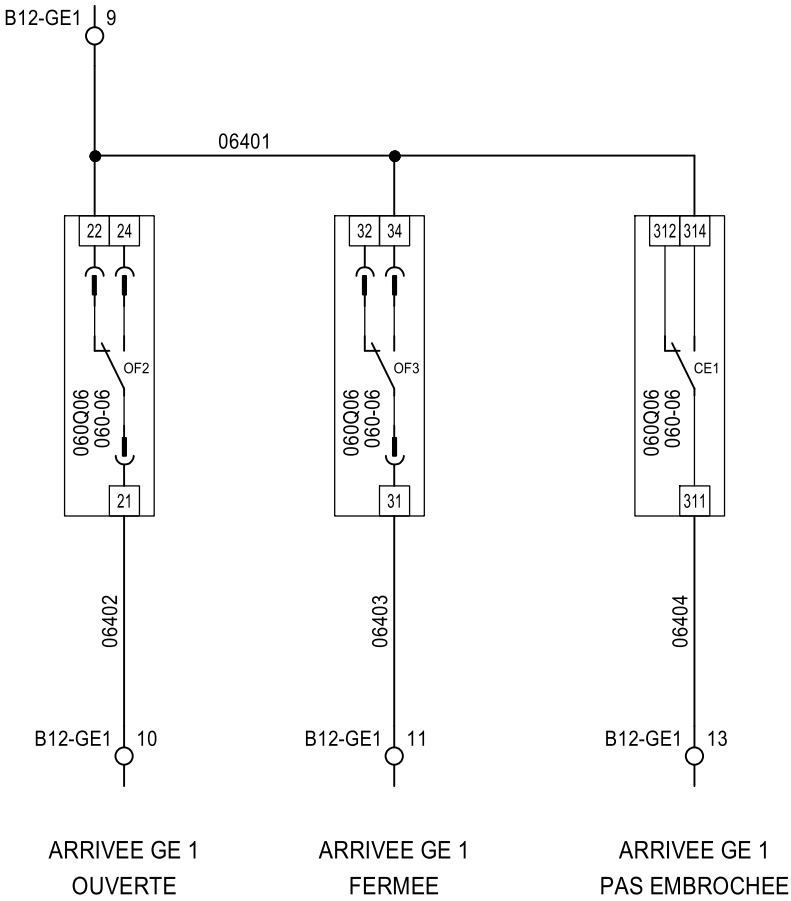 B12-GE1 9
06401
22 24
32 34
312 314
OF2
OF3
CE1
060Q06
060-06
060Q06
060-06
060Q06
060-06
21
31
311
06402
06403
06404
B12-GE1 10
B12-GE1 11
B12-GE1 13
ARRIVEE GE 1
OUVERTE
ARRIVEE GE 1
FERMEE
ARRIVEE GE 1
PAS EMBROCHEE